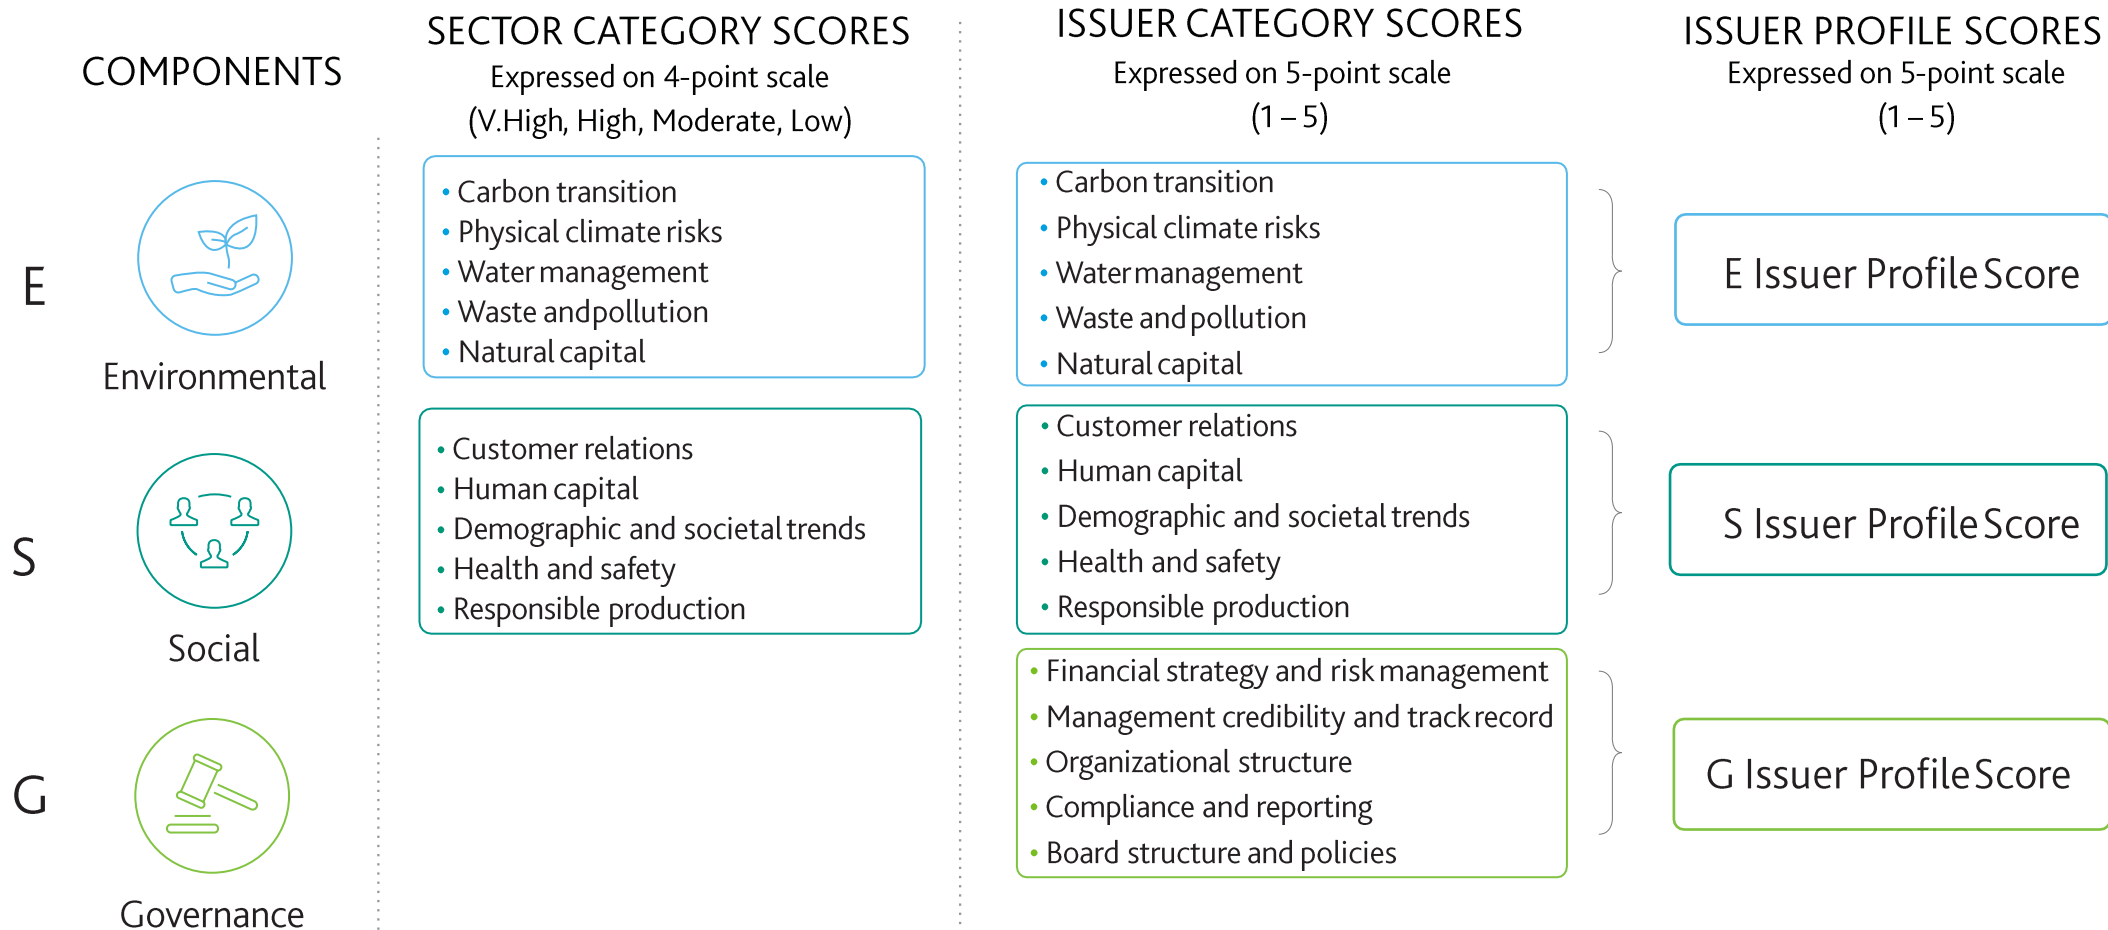 COMPONENTS
SECTOR CATEGORY SCORES
Expressed on 4-point scale
(V.High, High, Moderate, Low)
ISSUER CATEGORY SCORES
Expressed on 5-point scale
(1 – 5)
ISSUER PROFILE SCORES
Expressed on 5-point scale
(1 – 5)
E
Environmental
• Carbon transition
• Physical climate risks
• Water management
• Waste and pollution
• Natural capital
• Carbon transition
• Physical climate risks
• Water management
• Waste and pollution
• Natural capital
E Issuer Profile Score
S
Social
• Customer relations
• Human capital
• Demographic and societal trends
• Health and safety
• Responsible production
• Customer relations
• Human capital
• Demographic and societal trends
• Health and safety
• Responsible production
S Issuer Profile Score
G
Governance
• Financial strategy and risk management
• Management credibility and track record
• Organizational structure
• Compliance and reporting
• Board structure and policies
G Issuer Profile Score